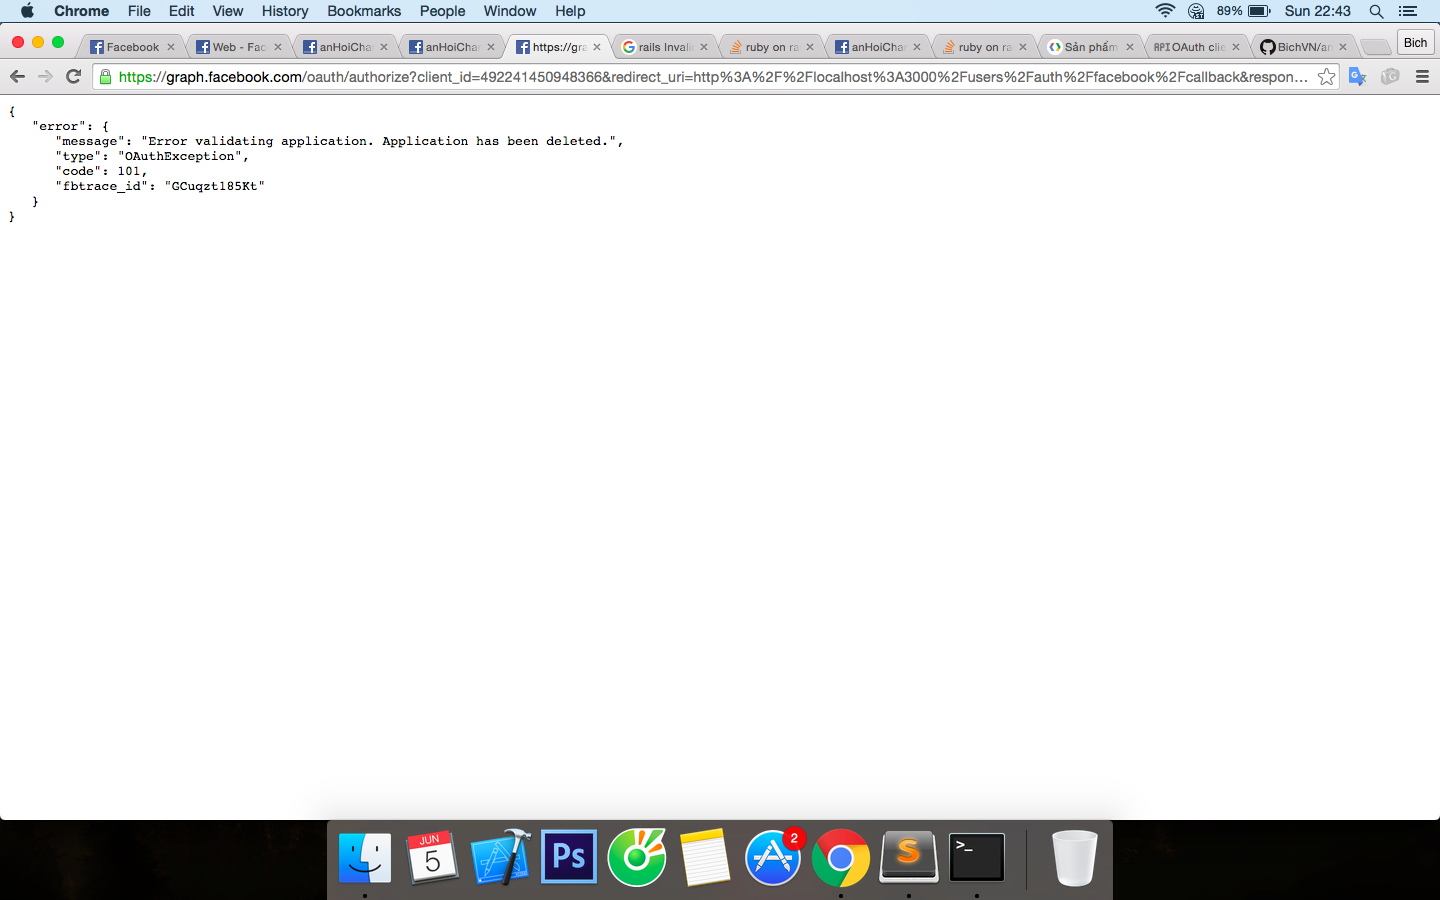 Chrome File Edit View History Bookmarks People Window Help 89% Sun 22:43
Facebook Web - Fac anHoiChar anHoiChar https://gra rails Invali ruby on ra anHoiChar ruby on ra Sản phẩm API OAuth clie BichVN/an Bich
https://graph.facebook.com/oauth/authorize?client_id=492241450948366&redirect_uri=http%3A%2F%2Flocalhost%3A3000%2Fusers%2Fauth%2Ffacebook%2Fcallback&respon...
{
"error": {
"message": "Error validating application. Application has been deleted.",
"type": "OAuthException",
"code": 101,
"fbtrace_id": "GCuqzt185Kt"
}
}
JUN
5
Ps
2
S
>_